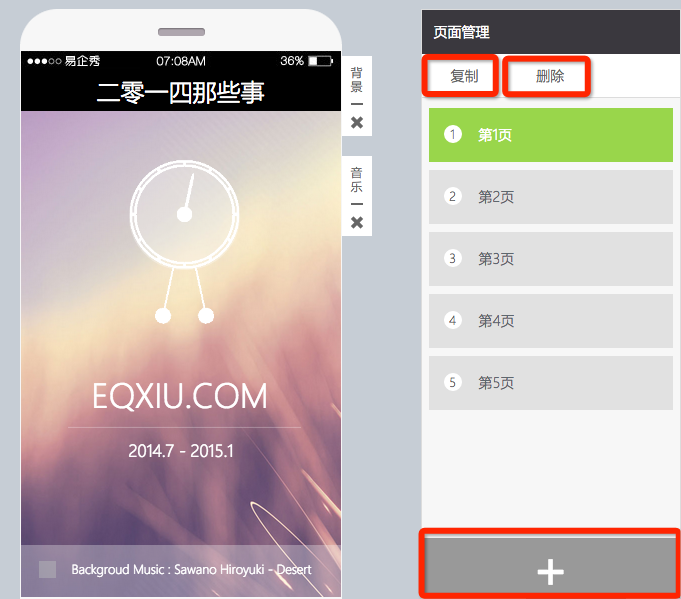 易企秀 07:08AM 36%
二零一四那些事
EQXIU.COM
2014.7 - 2015.1
Backgroud Music : Sawano Hiroyuki - Desert
背景
音乐
页面管理
复制 删除
1 第1页
2 第2页
3 第3页
4 第4页
5 第5页